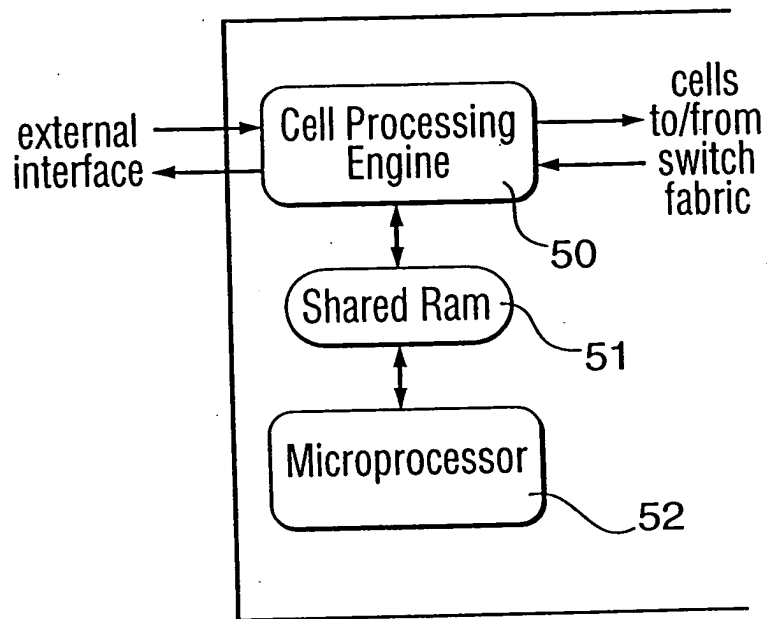 external
interface
Cell Processing
Engine
50
cells
to/from
switch
fabric
Shared Ram
51
Microprocessor
52